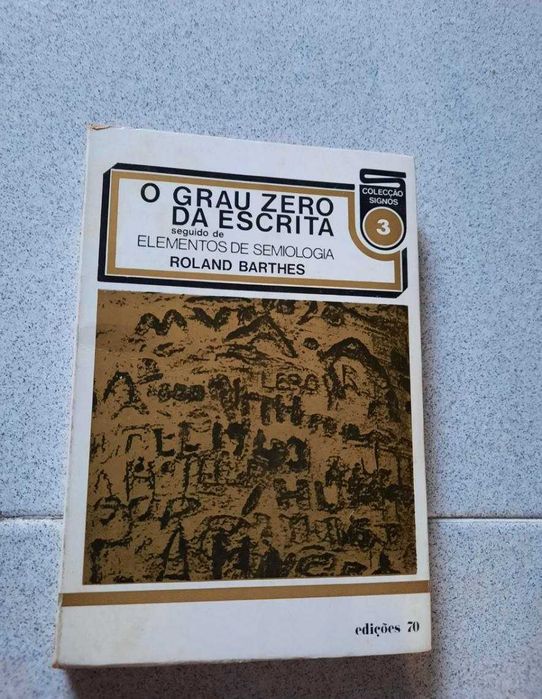 O GRAU ZERO
DA ESCRITA
seguido de
ELEMENTOS DE SEMIOLOGIA
ROLAND BARTHES
COLECÇÃO
SIGNOS
3
edições 70